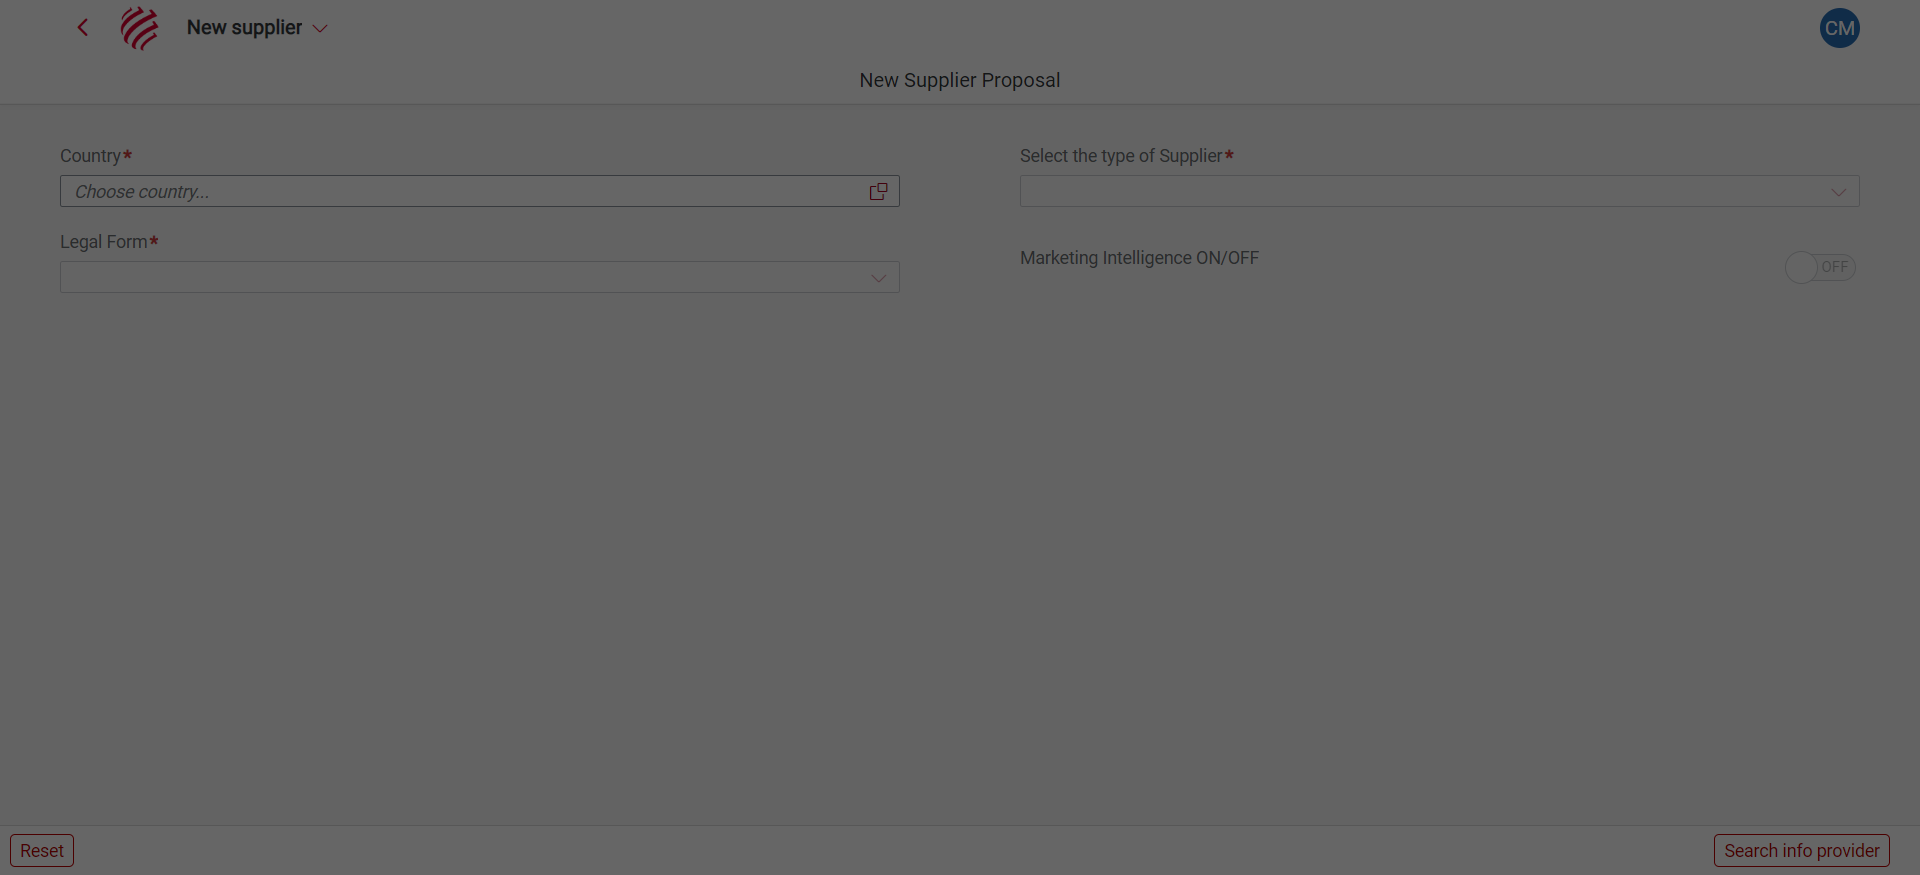 New supplier
CM
New Supplier Proposal
Country*
Choose country...
Select the type of Supplier*
Legal Form*
Marketing Intelligence ON/OFF
OFF
Reset
Search info provider